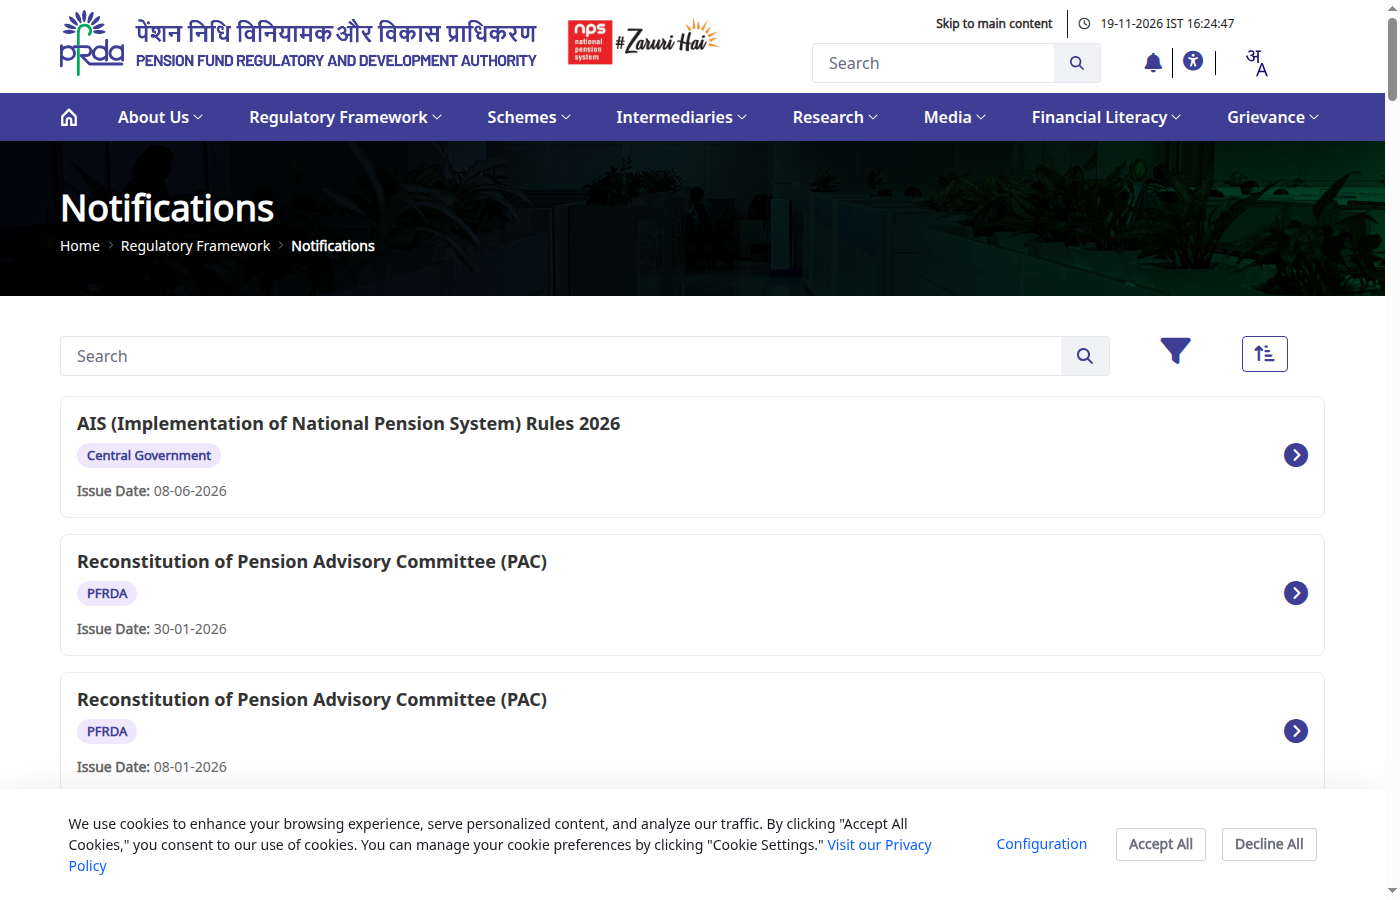 पेंशन निधि विनियामक और विकास प्राधिकरण
PENSION FUND REGULATORY AND DEVELOPMENT AUTHORITY
prda
nps
national
pension
system
#Zaruri Hai
Skip to main content
19-11-2026 IST 16:24:47
Search
अ
A
About Us
Regulatory Framework
Schemes
Intermediaries
Research
Media
Financial Literacy
Grievance
Notifications
Home > Regulatory Framework > Notifications
Search
AIS (Implementation of National Pension System) Rules 2026
Central Government
Issue Date: 08-06-2026
Reconstitution of Pension Advisory Committee (PAC)
PFRDA
Issue Date: 30-01-2026
Reconstitution of Pension Advisory Committee (PAC)
PFRDA
Issue Date: 08-01-2026
We use cookies to enhance your browsing experience, serve personalized content, and analyze our traffic. By clicking "Accept All
Cookies," you consent to our use of cookies. You can manage your cookie preferences by clicking "Cookie Settings." Visit our Privacy
Policy
Configuration
Accept All
Decline All